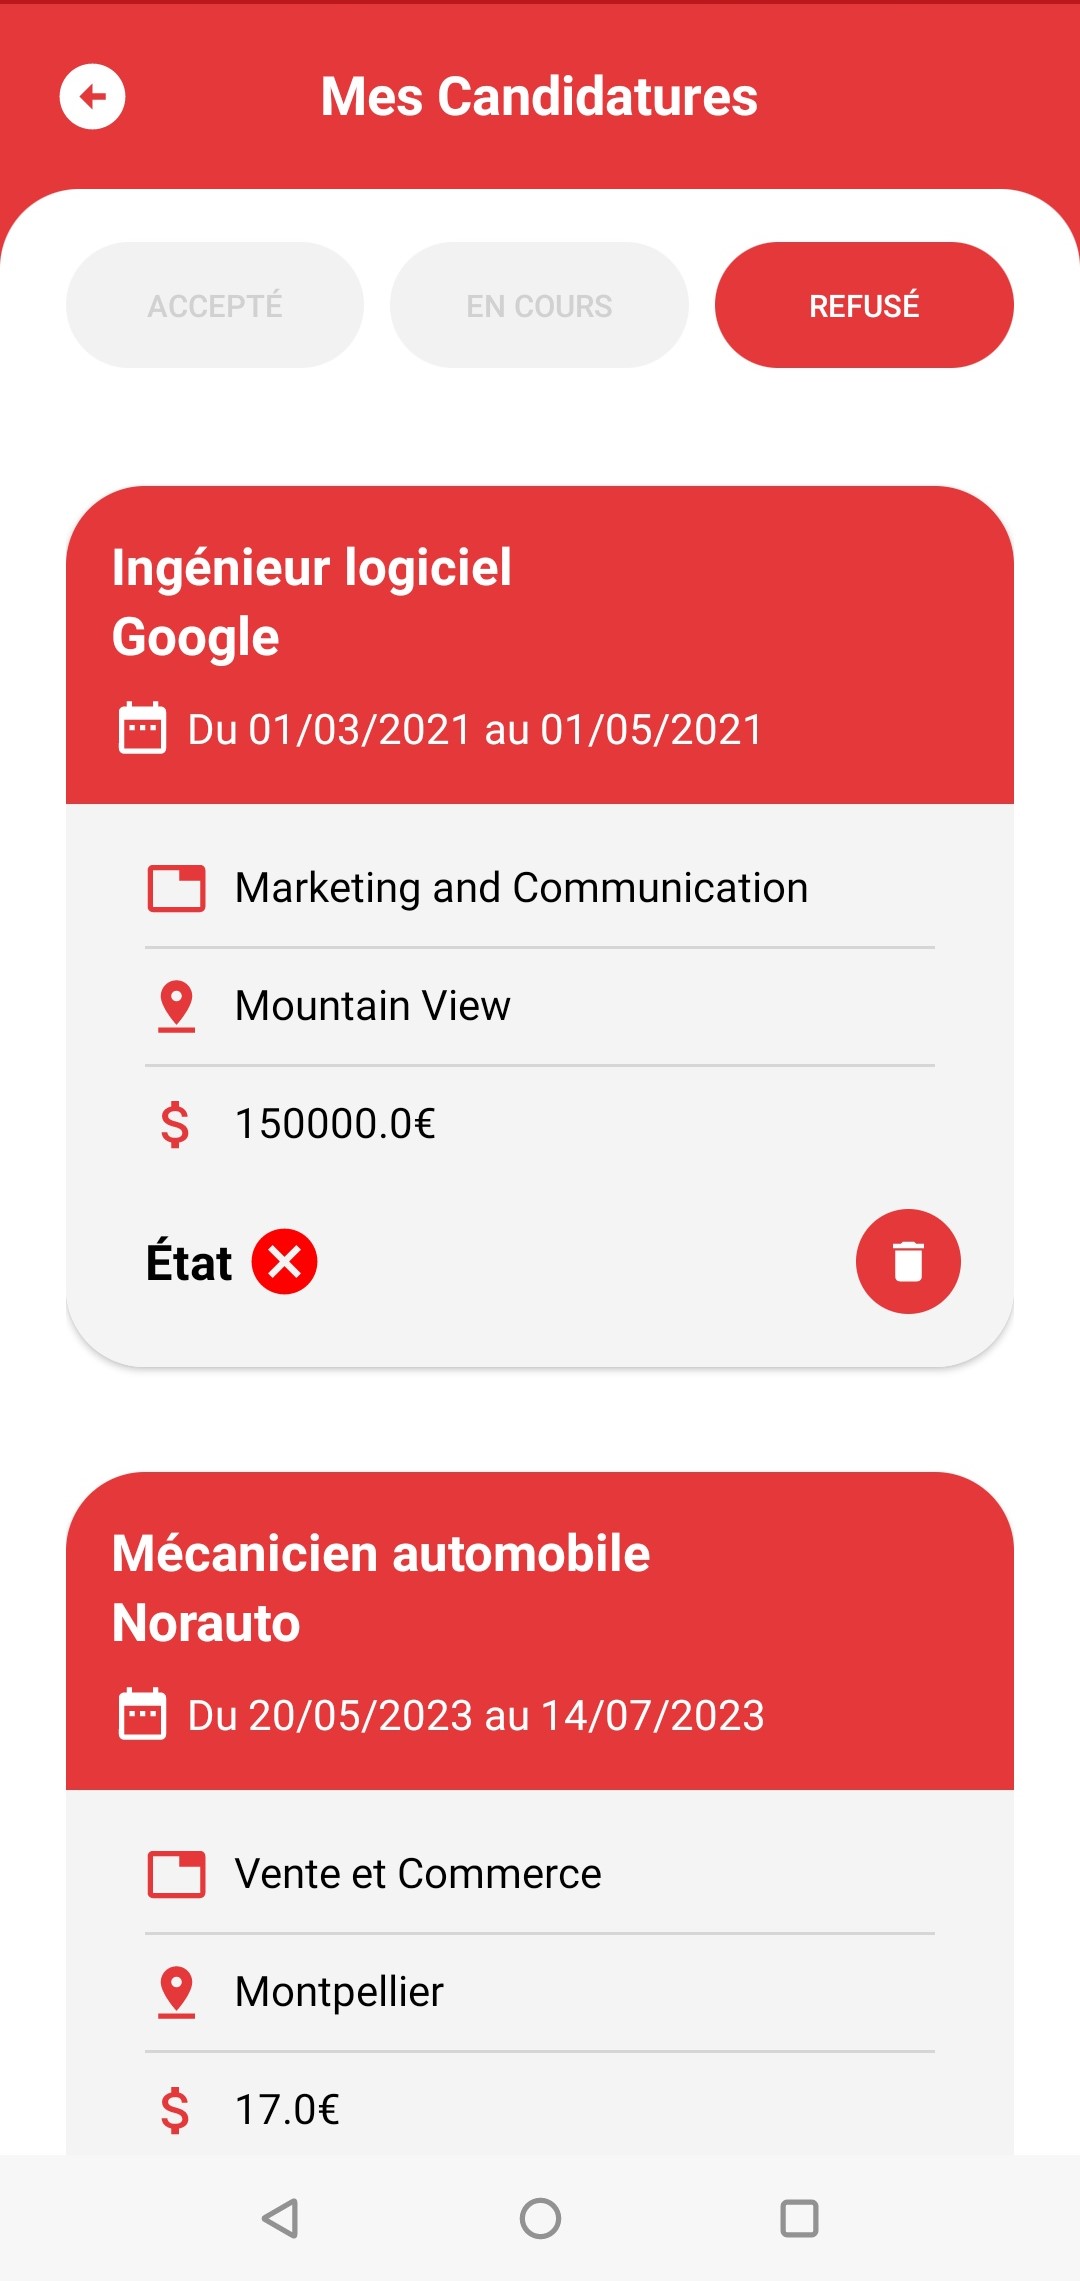 Mes Candidatures
ACCEPTÉ
EN COURS
REFUSÉ
Ingénieur logiciel
Google
Du 01/03/2021 au 01/05/2021
Marketing and Communication
Mountain View
150000.0€
État
Mécanicien automobile
Norauto
Du 20/05/2023 au 14/07/2023
Vente et Commerce
Montpellier
17.0€